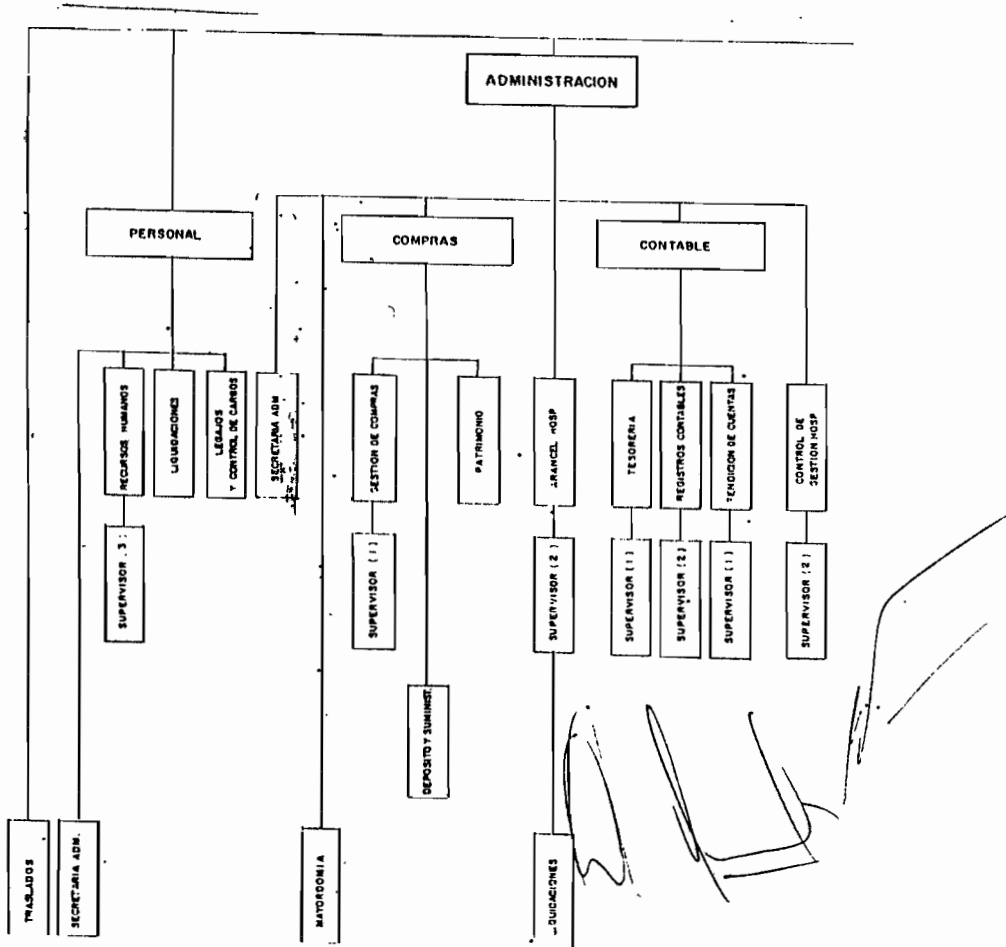 ADMINISTRACION
PERSONAL
COMPRAS
CONTABLE
RECURSOS HUMANOS
LIQUIDACIONES
LEGAJOS
Y CONTROL DE CARGOS
SECRETARIA ADM
GESTION DE COMPRAS
PATRIMONIO
ARANCEL HOSP
TESORERIA
REGISTROS CONTABLES
RENDICION DE CUENTAS
CONTROL DE
GESTION HOSP
SUPERVISOR 3
SUPERVISOR (1)
SUPERVISOR (2)
SUPERVISOR (1)
SUPERVISOR (2)
SUPERVISOR (1)
SUPERVISOR (2)
DEPOSITO Y SUMINIST.
TRASLADOS
SECRETARIA ADM.
MAYORDOMIA
LIQUIDACIONES